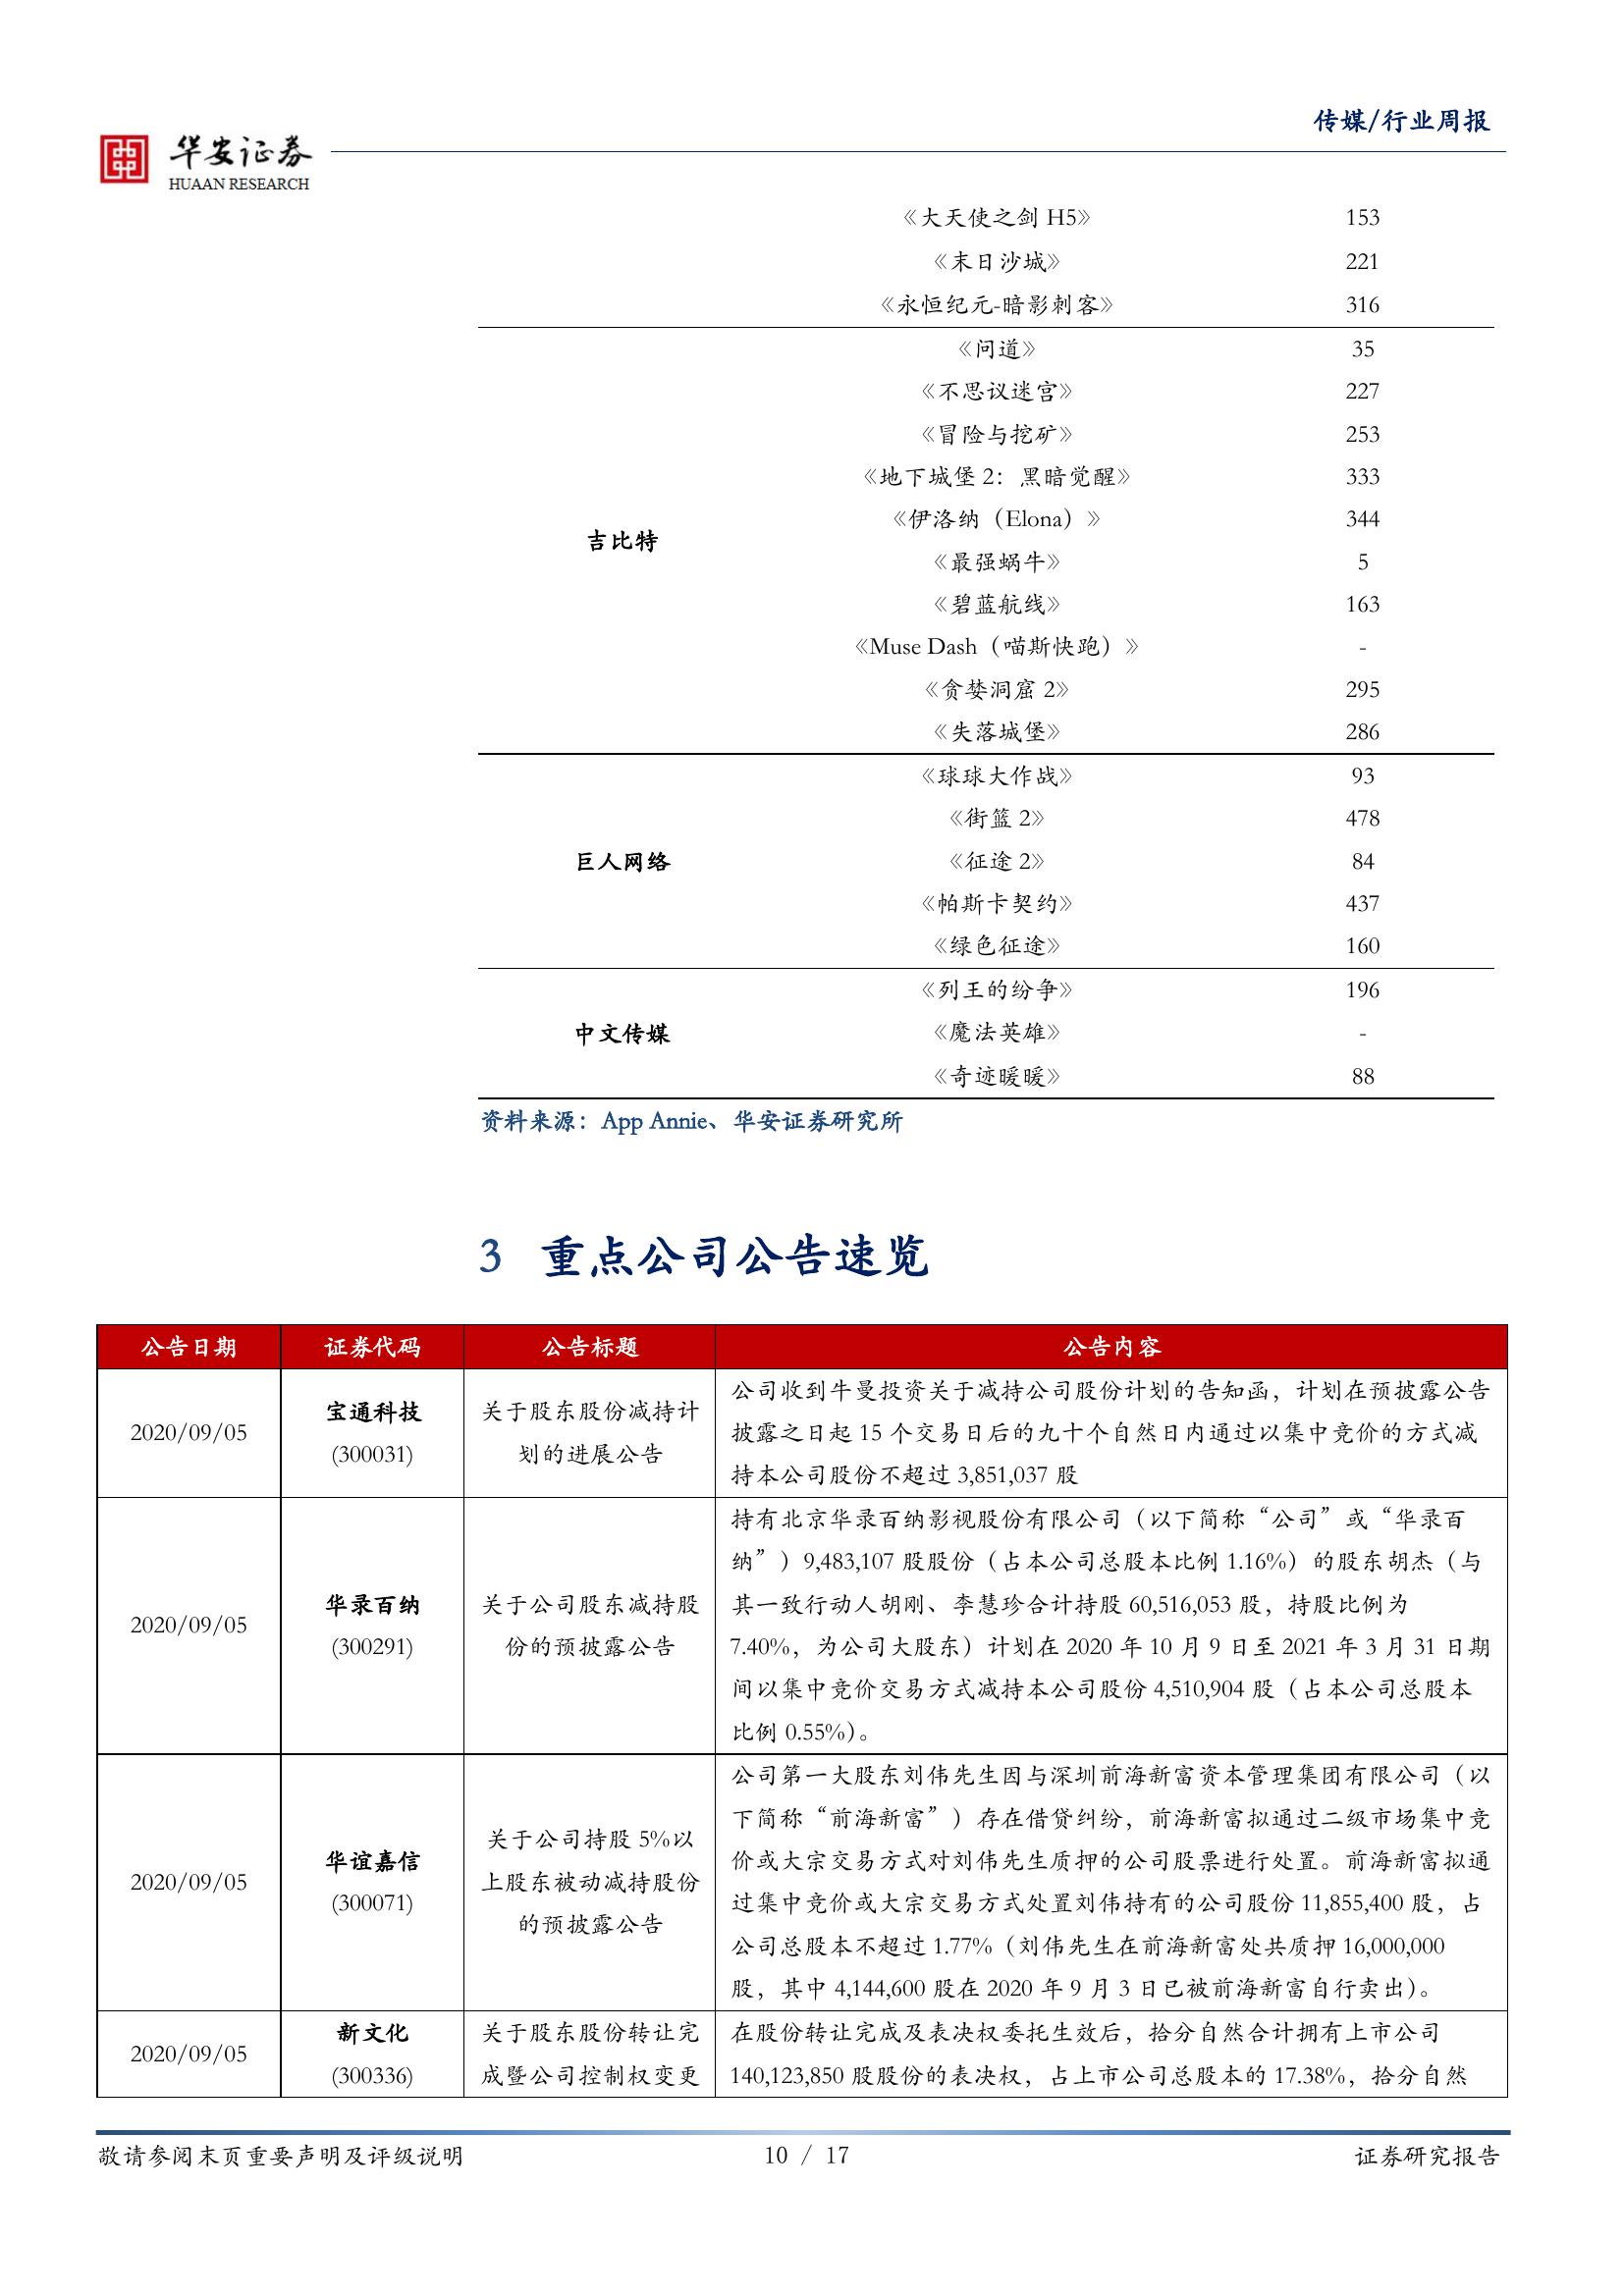 传媒/行业周报
华安证券
HUAAN RESEARCH
《大天使之剑 H5》 153
《末日沙城》 221
《永恒纪元-暗影刺客》 316
《问道》 35
《不思议迷宫》 227
《冒险与挖矿》 253
《地下城堡 2：黑暗觉醒》 333
《伊洛纳（Elona）》 344
吉比特
《最强蜗牛》 5
《碧蓝航线》 163
《Muse Dash（喵斯快跑）》 -
《贪婪洞窟 2》 295
《失落城堡》 286
《球球大作战》 93
《街篮 2》 478
巨人网络 《征途 2》 84
《帕斯卡契约》 437
《绿色征途》 160
《列王的纷争》 196
中文传媒 《魔法英雄》 -
《奇迹暖暖》 88
资料来源：App Annie、华安证券研究所
3 重点公司公告速览
公告日期 证券代码 公告标题 公告内容
2020/09/05
宝通科技
(300031)
关于股东股份减持计
划的进展公告
公司收到牛曼投资关于减持公司股份计划的告知函，计划在预披露公告
披露之日起 15 个交易日后的九十个自然日内通过以集中竞价的方式减
持本公司股份不超过 3,851,037 股
2020/09/05
华录百纳
(300291)
关于公司股东减持股
份的预披露公告
持有北京华录百纳影视股份有限公司（以下简称“公司”或“华录百
纳”）9,483,107 股股份（占本公司总股本比例 1.16%）的股东胡杰（与
其一致行动人胡刚、李慧珍合计持股 60,516,053 股，持股比例为
7.40%，为公司大股东）计划在 2020 年 10 月 9 日至 2021 年 3 月 31 日期
间以集中竞价交易方式减持本公司股份 4,510,904 股（占本公司总股本
比例 0.55%）。
2020/09/05
华谊嘉信
(300071)
关于公司持股 5%以
上股东被动减持股份
的预披露公告
公司第一大股东刘伟先生因与深圳前海新富资本管理集团有限公司（以
下简称“前海新富”）存在借贷纠纷，前海新富拟通过二级市场集中竞
价或大宗交易方式对刘伟先生质押的公司股票进行处置。前海新富拟通
过集中竞价或大宗交易方式处置刘伟持有的公司股份 11,855,400 股，占
公司总股本不超过 1.77%（刘伟先生在前海新富处共质押 16,000,000
股，其中 4,144,600 股在 2020 年 9 月 3 日已被前海新富自行卖出）。
2020/09/05
新文化
(300336)
关于股东股份转让完
成暨公司控制权变更
在股份转让完成及表决权委托生效后，拾分自然合计拥有上市公司
140,123,850 股股份的表决权，占上市公司总股本的 17.38%，拾分自然
敬请参阅末页重要声明及评级说明 10 / 17 证券研究报告